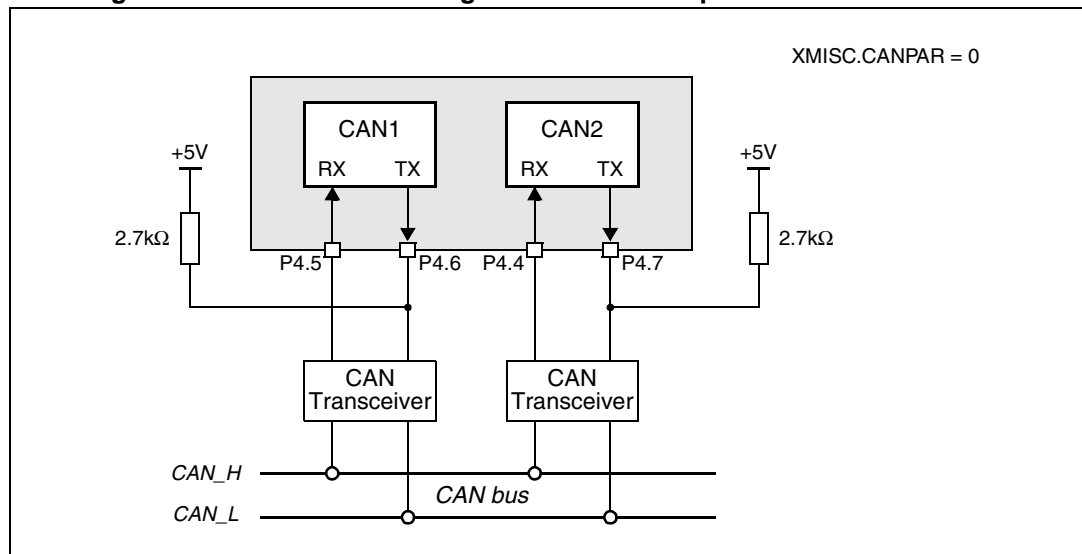 XMISC.CANPAR = 0
CAN1
CAN2
+5V
+5V
RX
TX
RX
TX
2.7kΩ
2.7kΩ
P4.5
P4.6
P4.4
P4.7
CAN
Transceiver
CAN
Transceiver
CAN_H
CAN bus
CAN_L